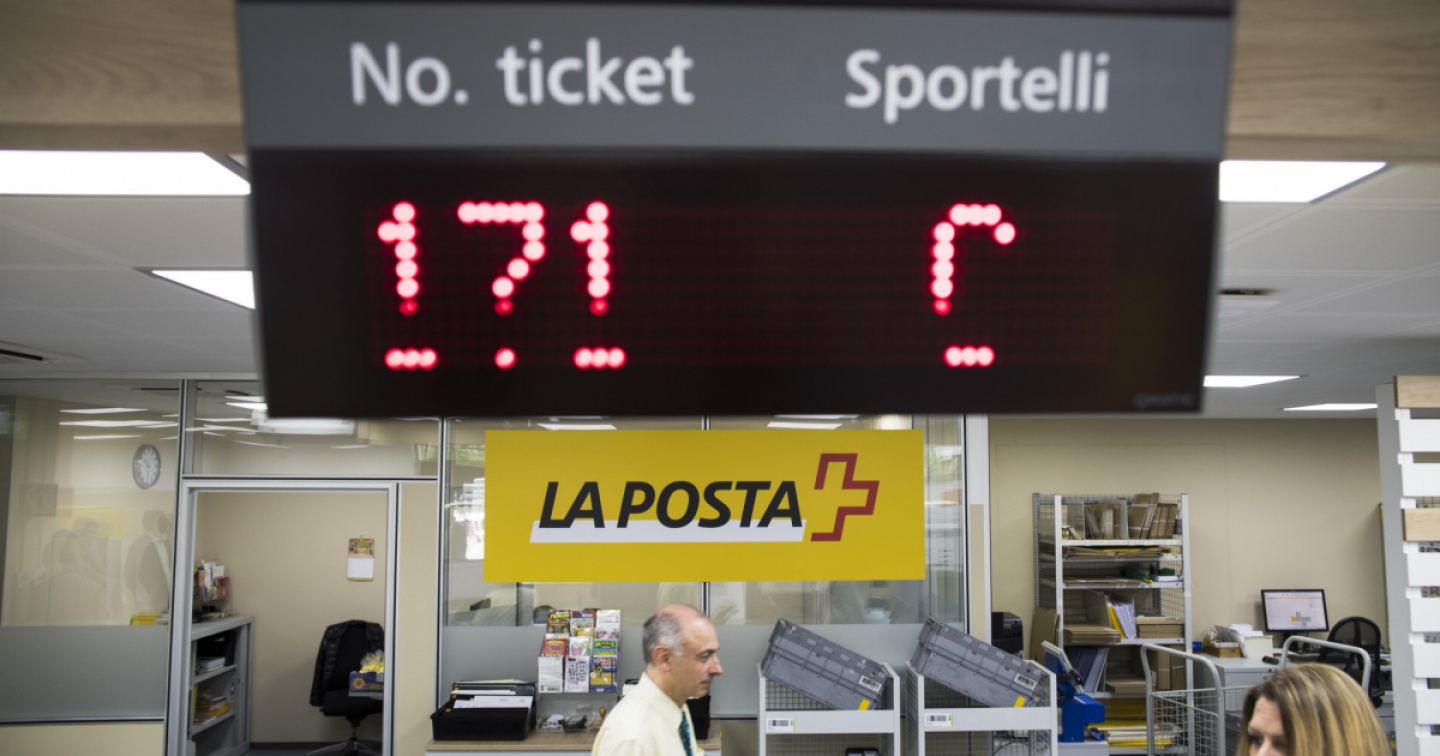 No. ticket Sportelli
171
LA POSTA